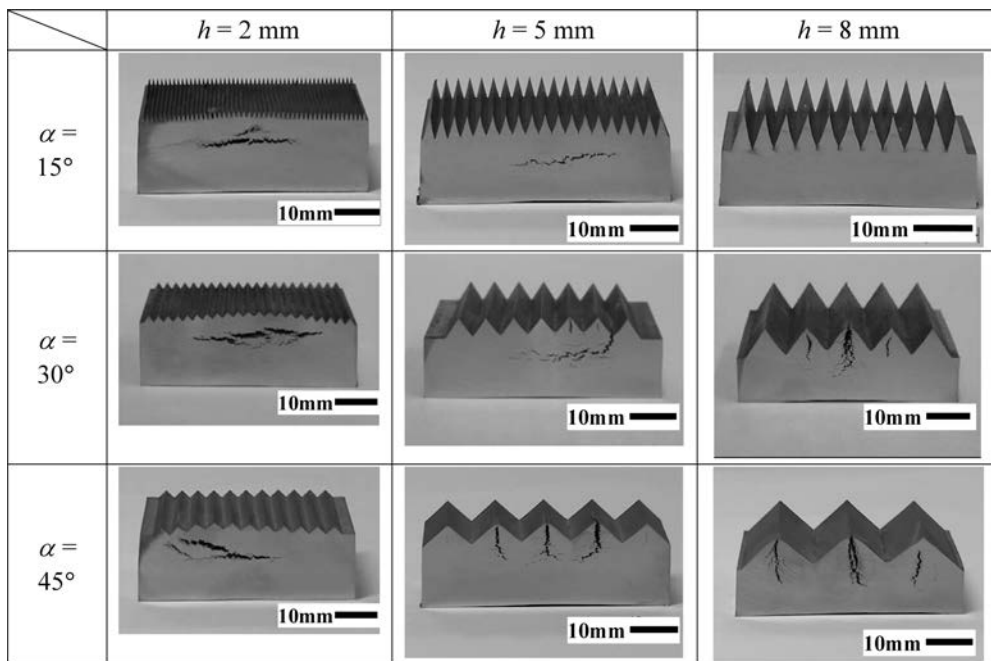 h = 2 mm
h = 5 mm
h = 8 mm
α =
15°
10mm
10mm
10mm
α =
30°
10mm
10mm
10mm
α =
45°
10mm
10mm
10mm